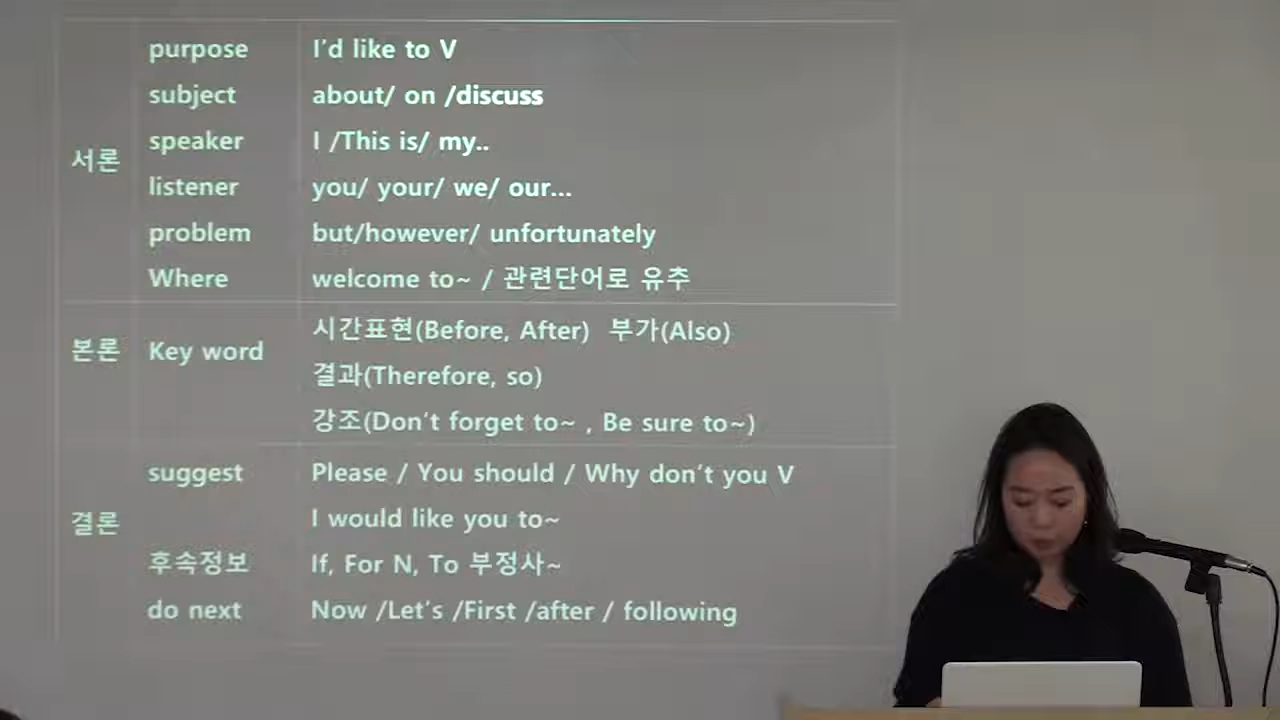 서론
purpose I'd like to V
subject about/ on /discuss
speaker I /This is/ my..
listener you/ your/ we/ our...
problem but/however/ unfortunately
Where welcome to~ / 관련단어로 유추
본론
Key word 시간표현(Before, After) 부가(Also)
결과(Therefore, so)
강조(Don't forget to~ , Be sure to~)
결론
suggest Please / You should / Why don't you V
I would like you to~
후속정보 If, For N, To 부정사~
do next Now /Let's /First /after / following